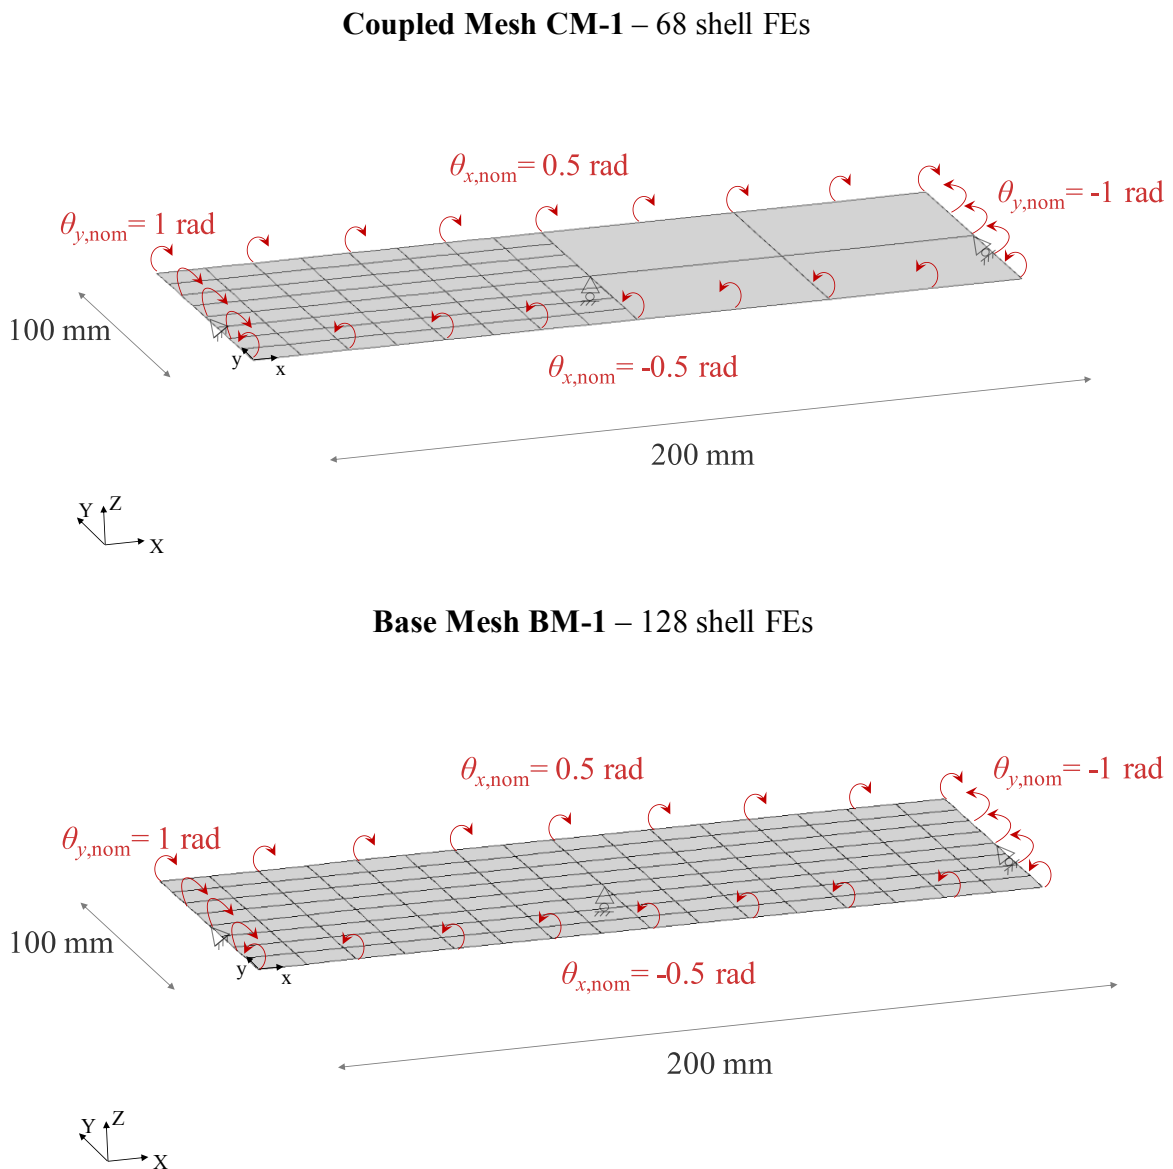 Coupled Mesh CM-1 – 68 shell FEs
θx,nom= 0.5 rad
θy,nom= -1 rad
θy,nom= 1 rad
100 mm
y
x
θx,nom= -0.5 rad
200 mm
Y
Z
X
Base Mesh BM-1 – 128 shell FEs
θx,nom= 0.5 rad
θy,nom= -1 rad
θy,nom= 1 rad
100 mm
y
x
θx,nom= -0.5 rad
200 mm
Y
Z
X